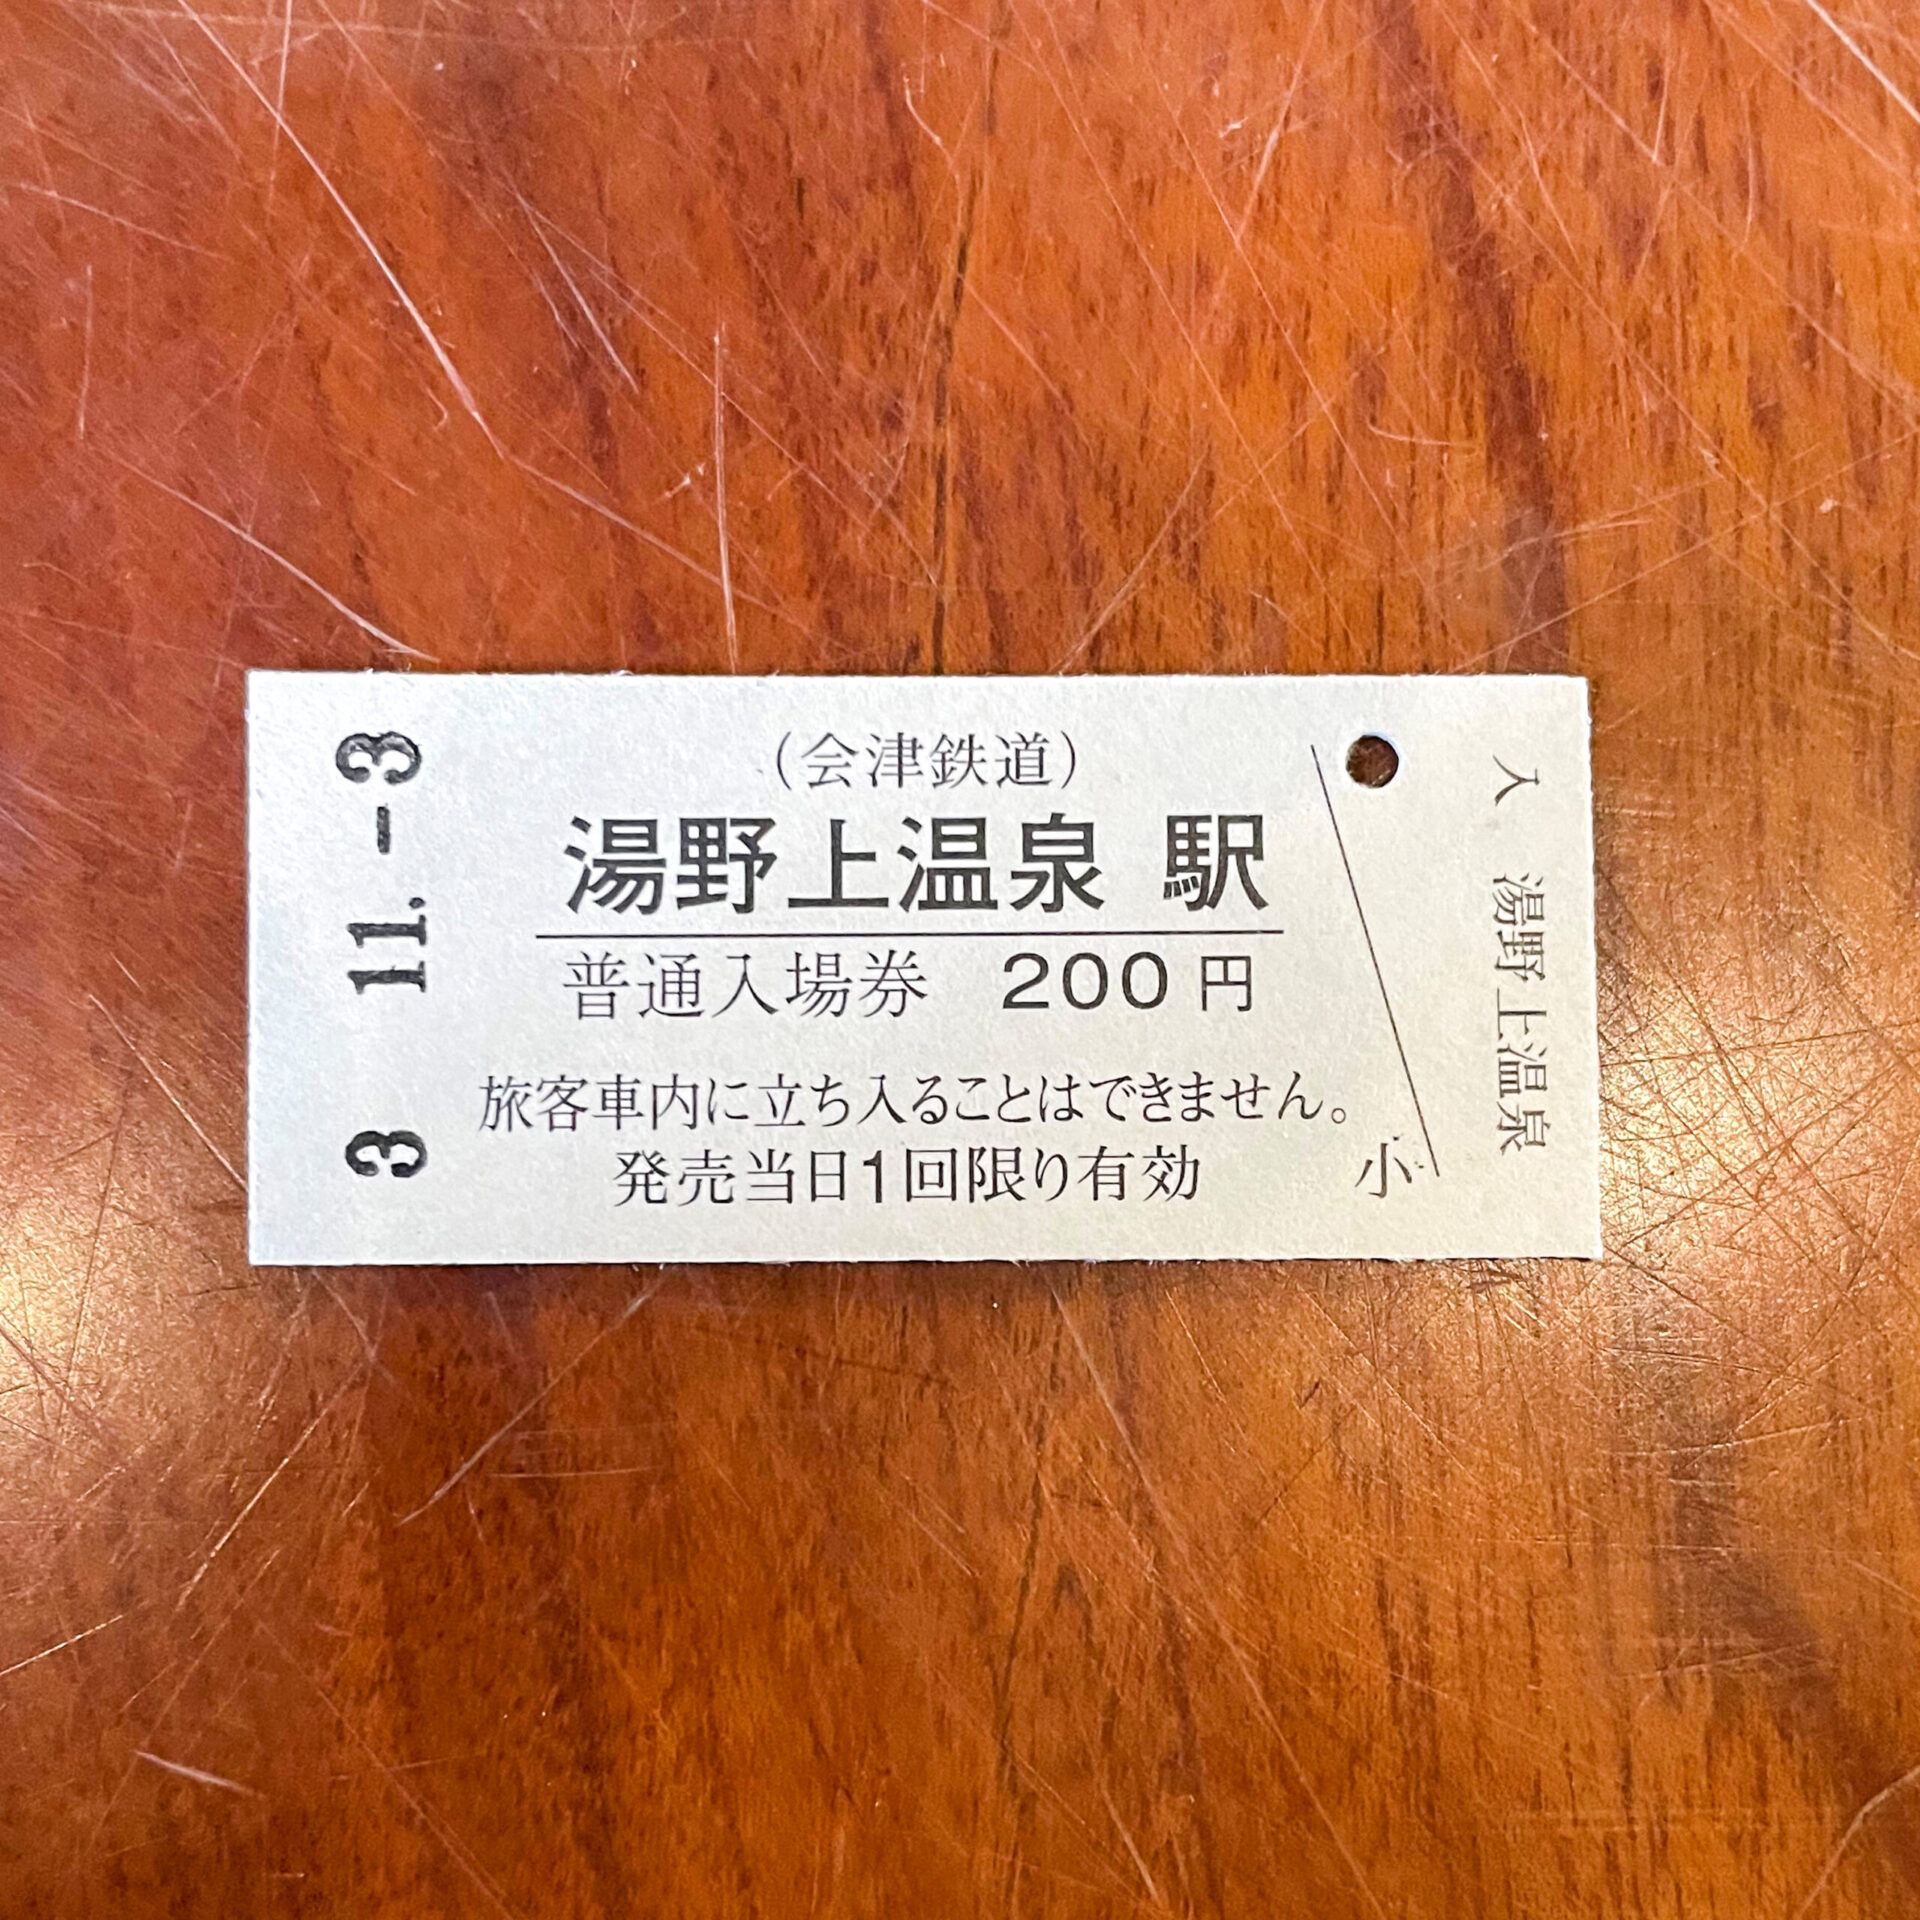 3 11.-3
（会津鉄道）
湯野上温泉 駅
普通入場券 200円
旅客車内に立ち入ることはできません。
発売当日1回限り有効
小
入 湯野上温泉